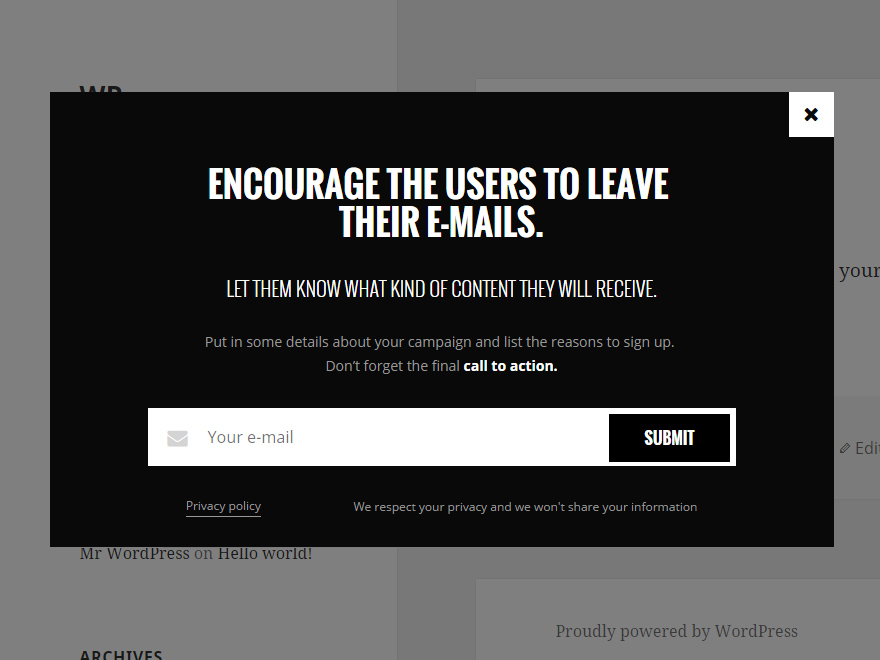 WP
ENCOURAGE THE USERS TO LEAVE
THEIR E-MAILS.
LET THEM KNOW WHAT KIND OF CONTENT THEY WILL RECEIVE.
your
Put in some details about your campaign and list the reasons to sign up.
Don’t forget the final call to action.
Your e-mail
SUBMIT
Edit
Privacy policy
We respect your privacy and we won't share your information
Mr WordPress on Hello world!
Proudly powered by WordPress
ARCHIVES